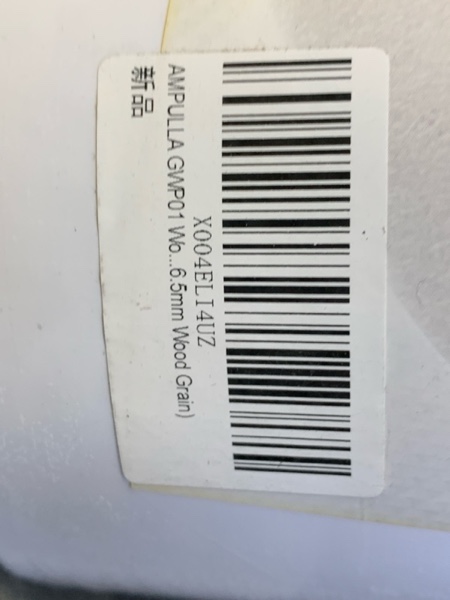 X004ELI4UZ
AMPULLA GWP01 Wo...6.5mm Wood Grain)
新品